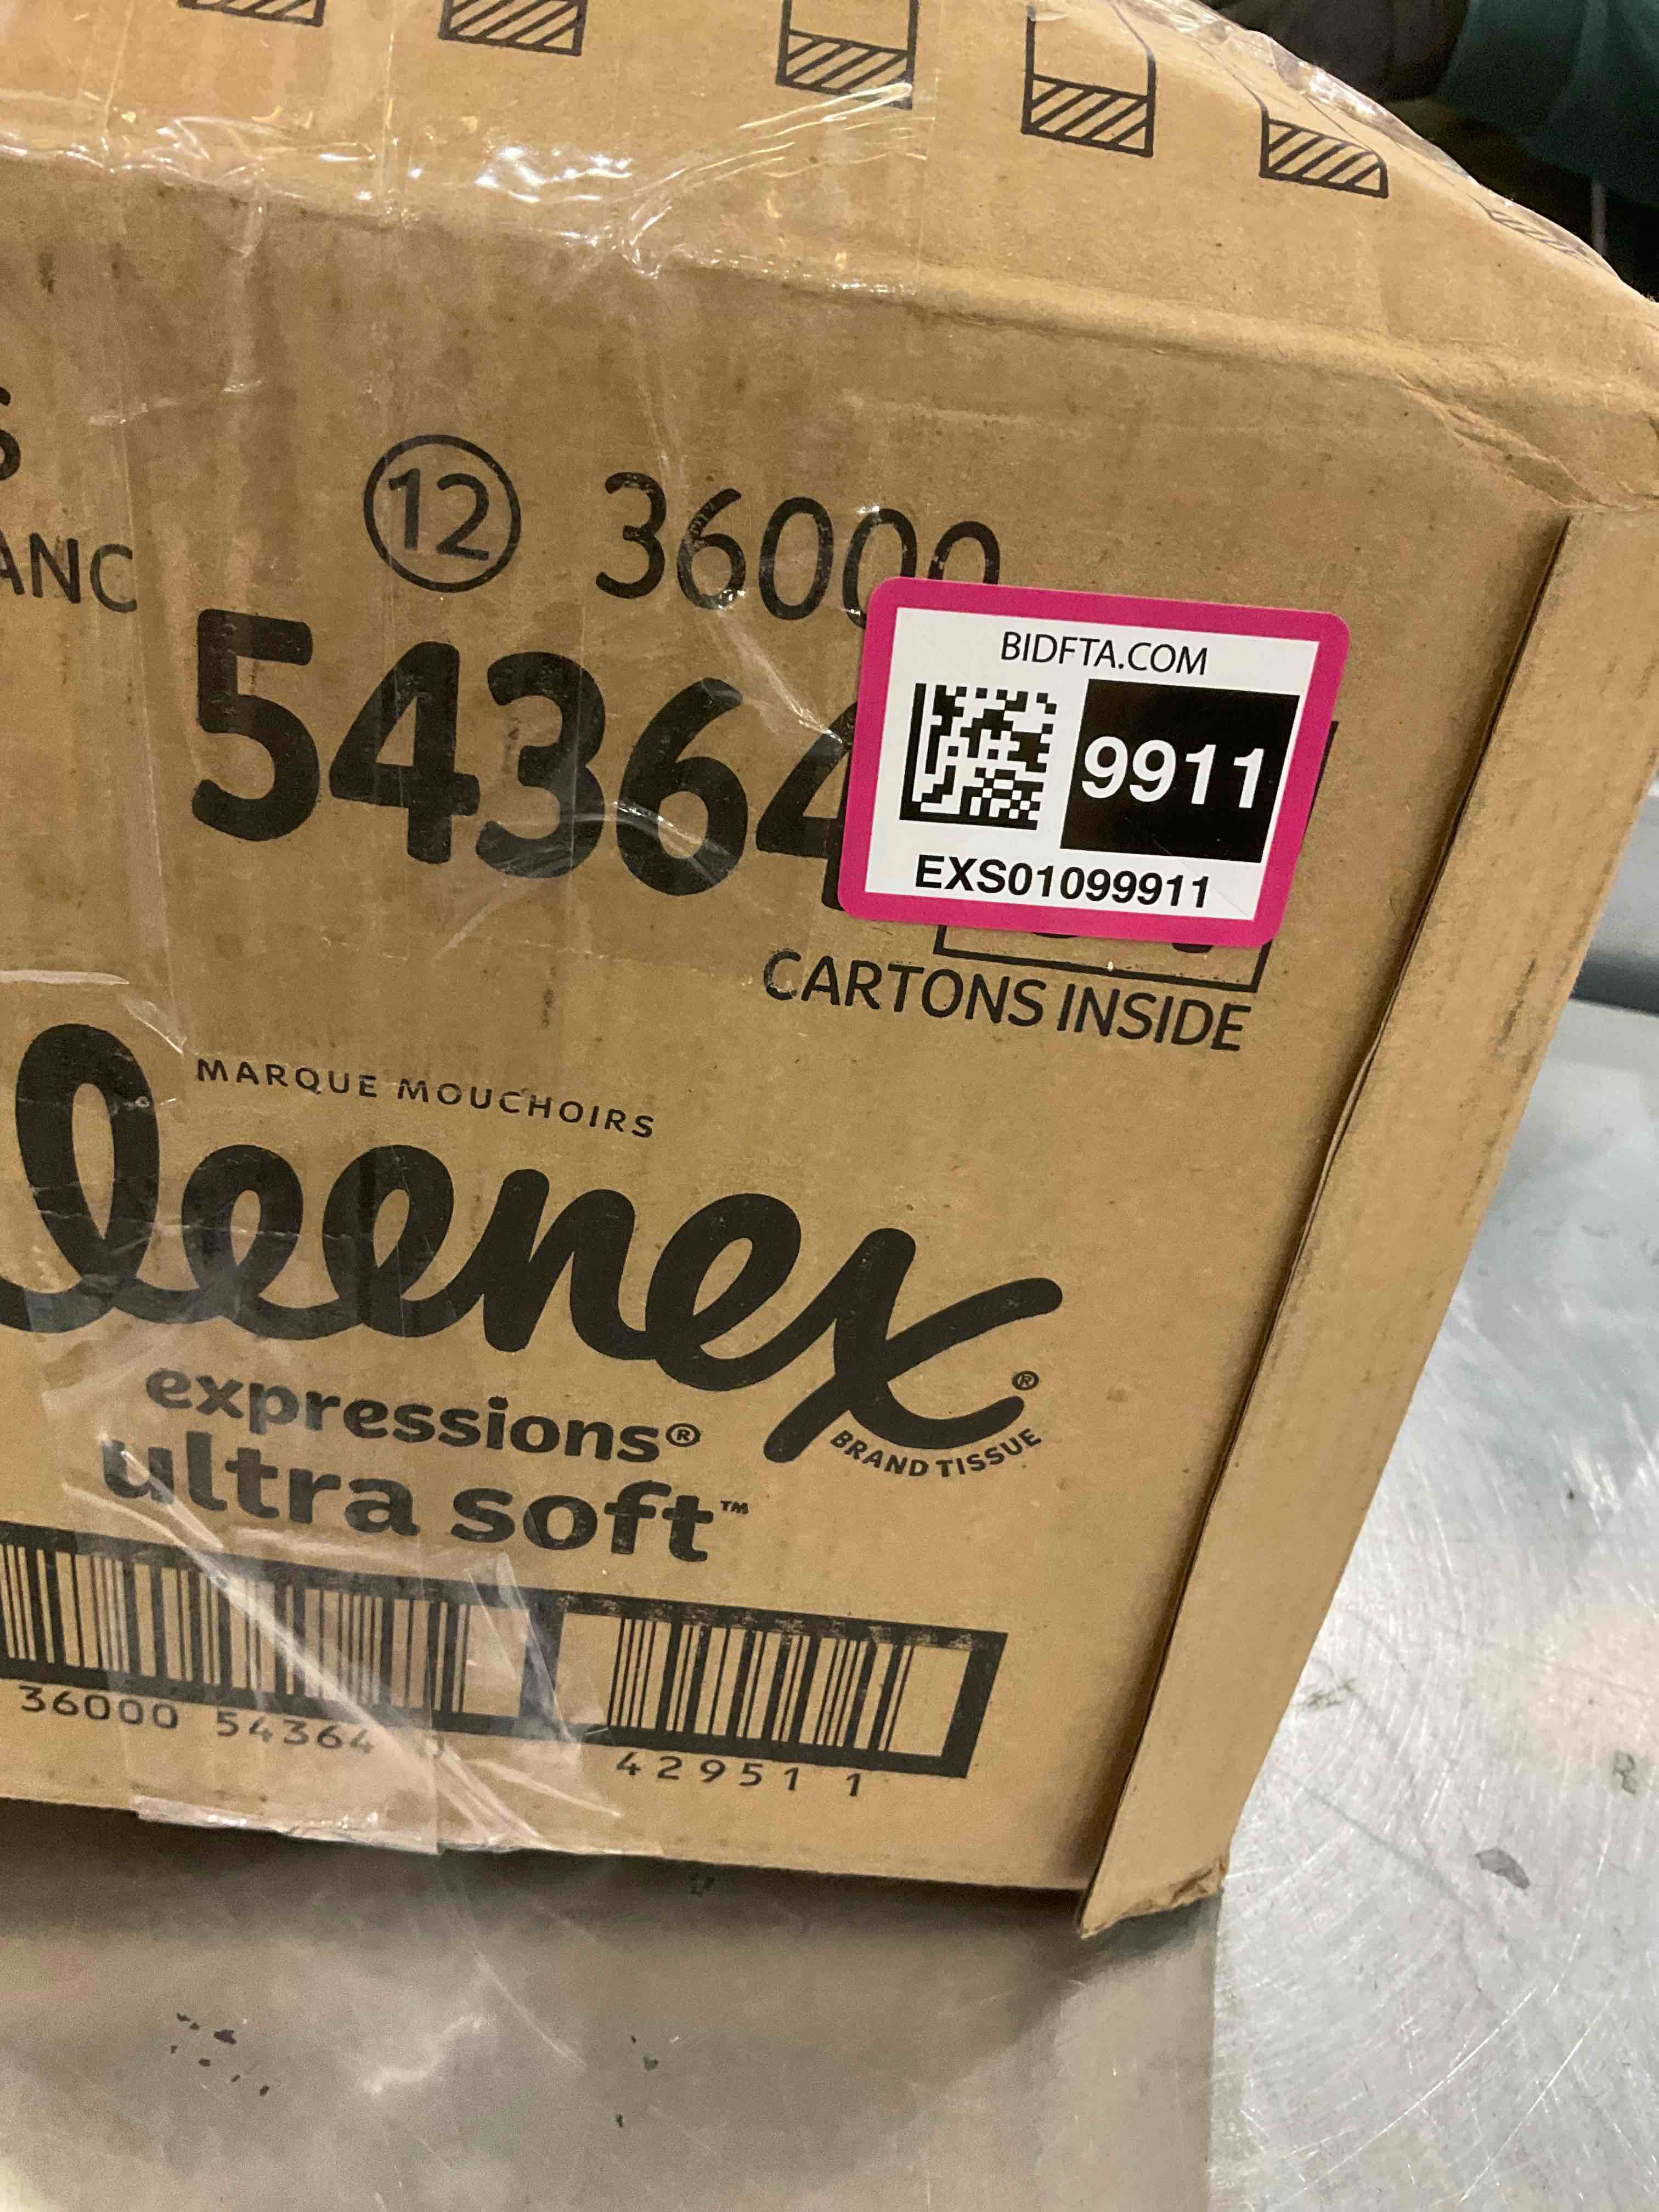 ANC
12 36000
54364
BIDFTA.COM
9911
EXS01099911
CARTONS INSIDE
MARQUE MOUCHOIRS
leenex®
BRAND TISSUE
expressions®
ultra soft™
36000 54364
42951 1